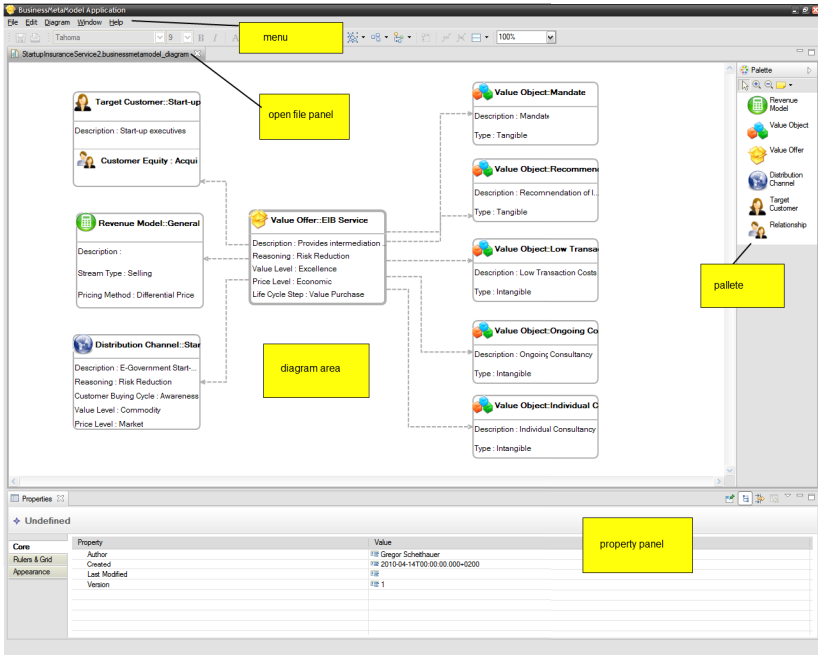 BusinessMetaModel Application
File Edit Diagram Window Help
menu
Tahoma 9 B I A 100%
StartupInsuranceService2.businessmetamodel_diagram
open file panel
Target Customer::Start-up
Description : Start-up executives
Customer Equity : Acqui
Revenue Model::General
Description :
Stream Type : Selling
Pricing Method : Differential Price
Distribution Channel::Star
Description : E-Government Start-...
Reasoning : Risk Reduction
Customer Buying Cycle : Awareness
Value Level : Commodity
Price Level : Market
Value Offer::EIB Service
Description : Provides intermediation ..
Reasoning : Risk Reduction
Value Level : Excellence
Price Level : Economic
Life Cycle Step : Value Purchase
diagram area
Value Object:Mandate
Description : Mandate
Type : Tangible
Value Object::Recommen
Description : Recommendation of I...
Type : Tangible
Value Object::Low Transa
Description : Low Transaction Costs
Type : Intangible
Value Object:Ongoing Co
Description : Ongoing Consultancy
Type : Intangible
Value Object:Individual C
Description : Individual Consultancy
Type : Intangible
Palette
Revenue
Model
Value Object
Value Offer
Distribution
Channel
Target
Customer
Relationship
pallete
Properties
Undefined
property panel
Core
Rulers & Grid
Appearance
Property Value
Author Gregor Scheithauer
Created 2010-04-14T00:00:00.000+0200
Last Modified
Version 1